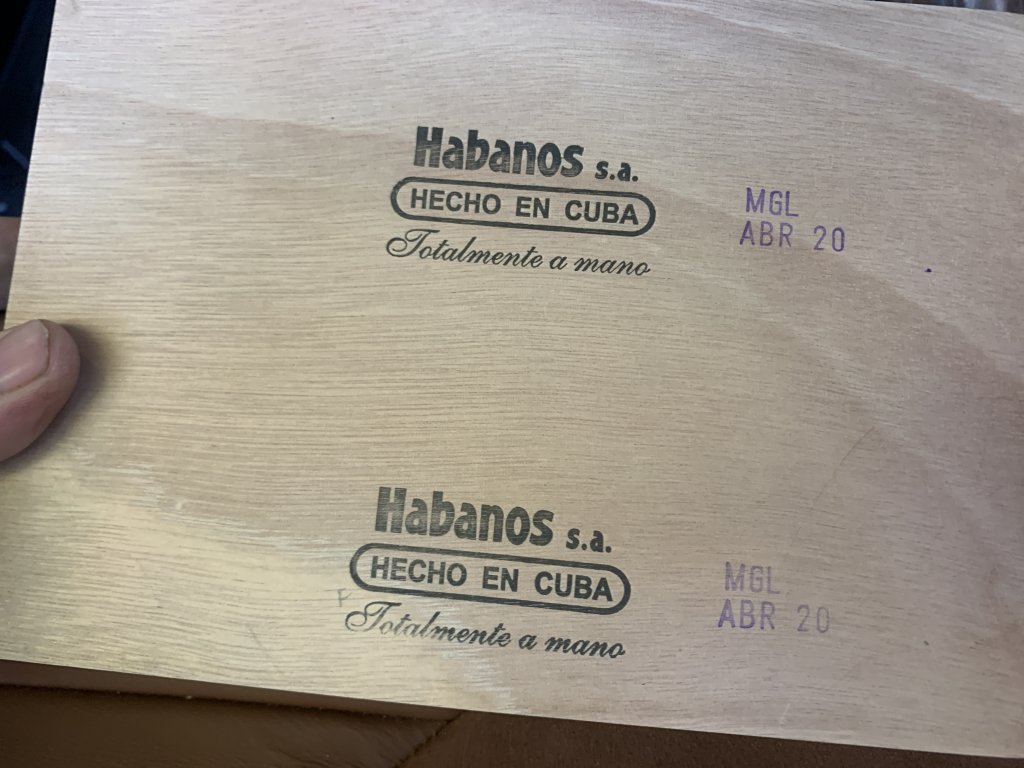 Habanos s.a.
HECHO EN CUBA
Totalmente a mano
MGL
ABR 20
Habanos s.a.
HECHO EN CUBA
Totalmente a mano
MGL
ABR 20